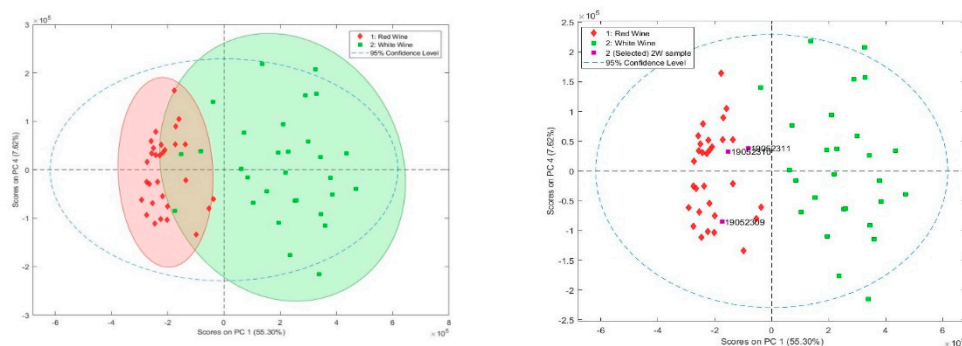 ×10⁵
3
2
1
0
-1
-2
-3
Scores on PC 4 (7.62%)
1: Red Wine
2: White Wine
95% Confidence Level
-6 -4 -2 0 2 4 6 8
Scores on PC 1 (55.30%)
×10⁵
×10⁵
2.5
2
1.5
1
0.5
0
-0.5
-1
-1.5
-2
-2.5
Scores on PC 4 (7.62%)
1: Red Wine
2: White Wine
2 (Selected) 2W sample
95% Confidence Level
19052311
19052310
19052309
-6 -4 -2 0 2 4 6
Scores on PC 1 (55.30%)